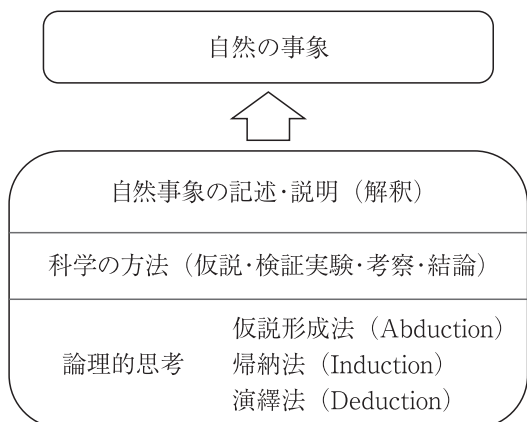 自然の事象
自然事象の記述・説明（解釈）
科学の方法（仮説・検証実験・考察・結論）
論理的思考
仮説形成法（Abduction）
帰納法（Induction）
演繹法（Deduction）